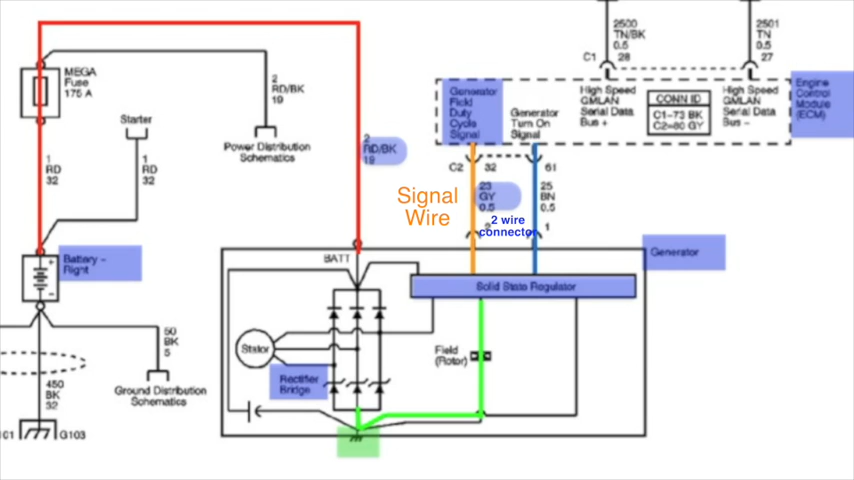 2500
TN/BK
0.5
28
C1
2501
TN
0.5
27
MEGA
Fuse
175 A
2
RD/BK
19
Power Distribution
Schematics
Starter
1
RD
32
1
RD
32
Generator
Field
Duty
Cycle
Signal
Generator
Turn On
Signal
High Speed
GMLAN
Serial Data
Bus +
CONN ID
C1=73 BK
C2=80 GY
High Speed
GMLAN
Serial Data
Bus –
Engine
Control
Module
(ECM)
2
RD/BK
19
C2
32
61
Signal
Wire
23
GY
0.5
2
25
BN
0.5
1
2 wire
connector
Battery –
Right
+
–
BATT
Generator
Solid State Regulator
Stator
Field
(Rotor)
Rectifier
Bridge
50
BK
5
Ground Distribution
Schematics
450
BK
32
G103